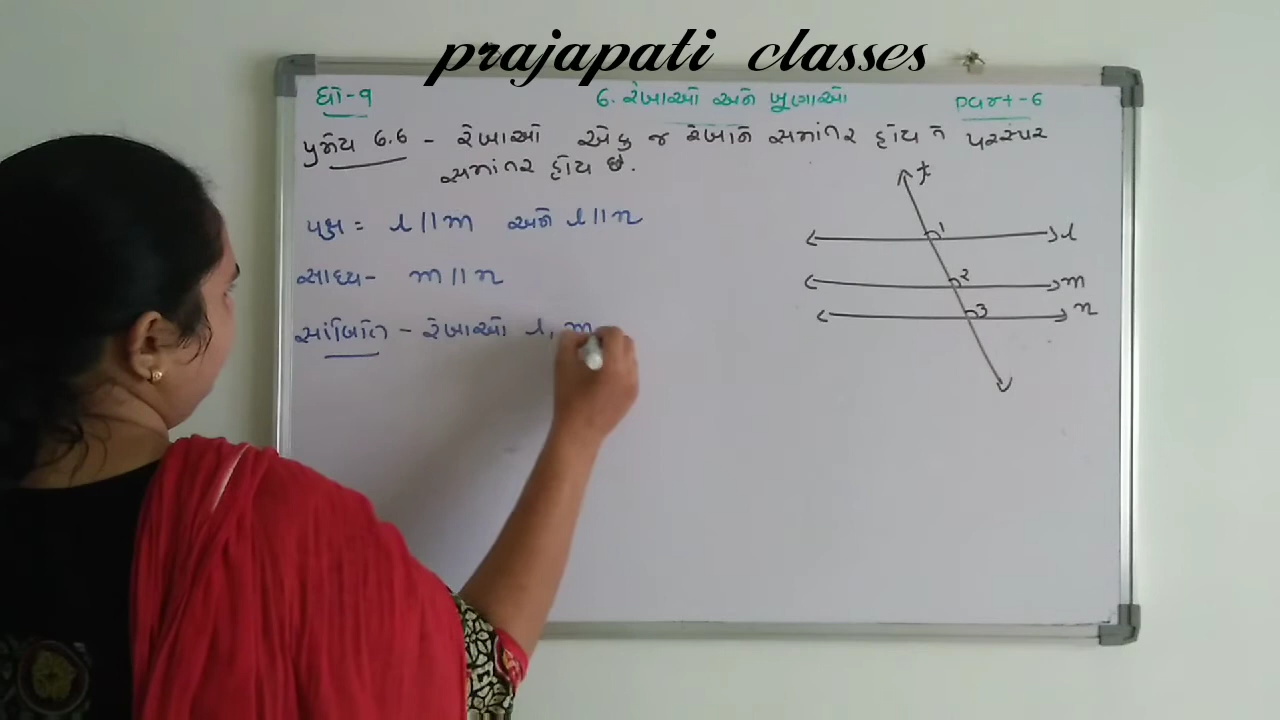 prajapati classes
ધો-૧ 6. રેખાઓ અને ખૂણાઓ part-6
પ્રમેય 6.6 - રેખાઓ એક જ રેખાને સમાંતર હોય તે પરસ્પર
સમાંતર હોય છે.
પક્ષ = l || m અને l || n
સાધ્ય - m || n
સાબિતિ - રેખાઓ l, m
t
1 l
2 m
3 n